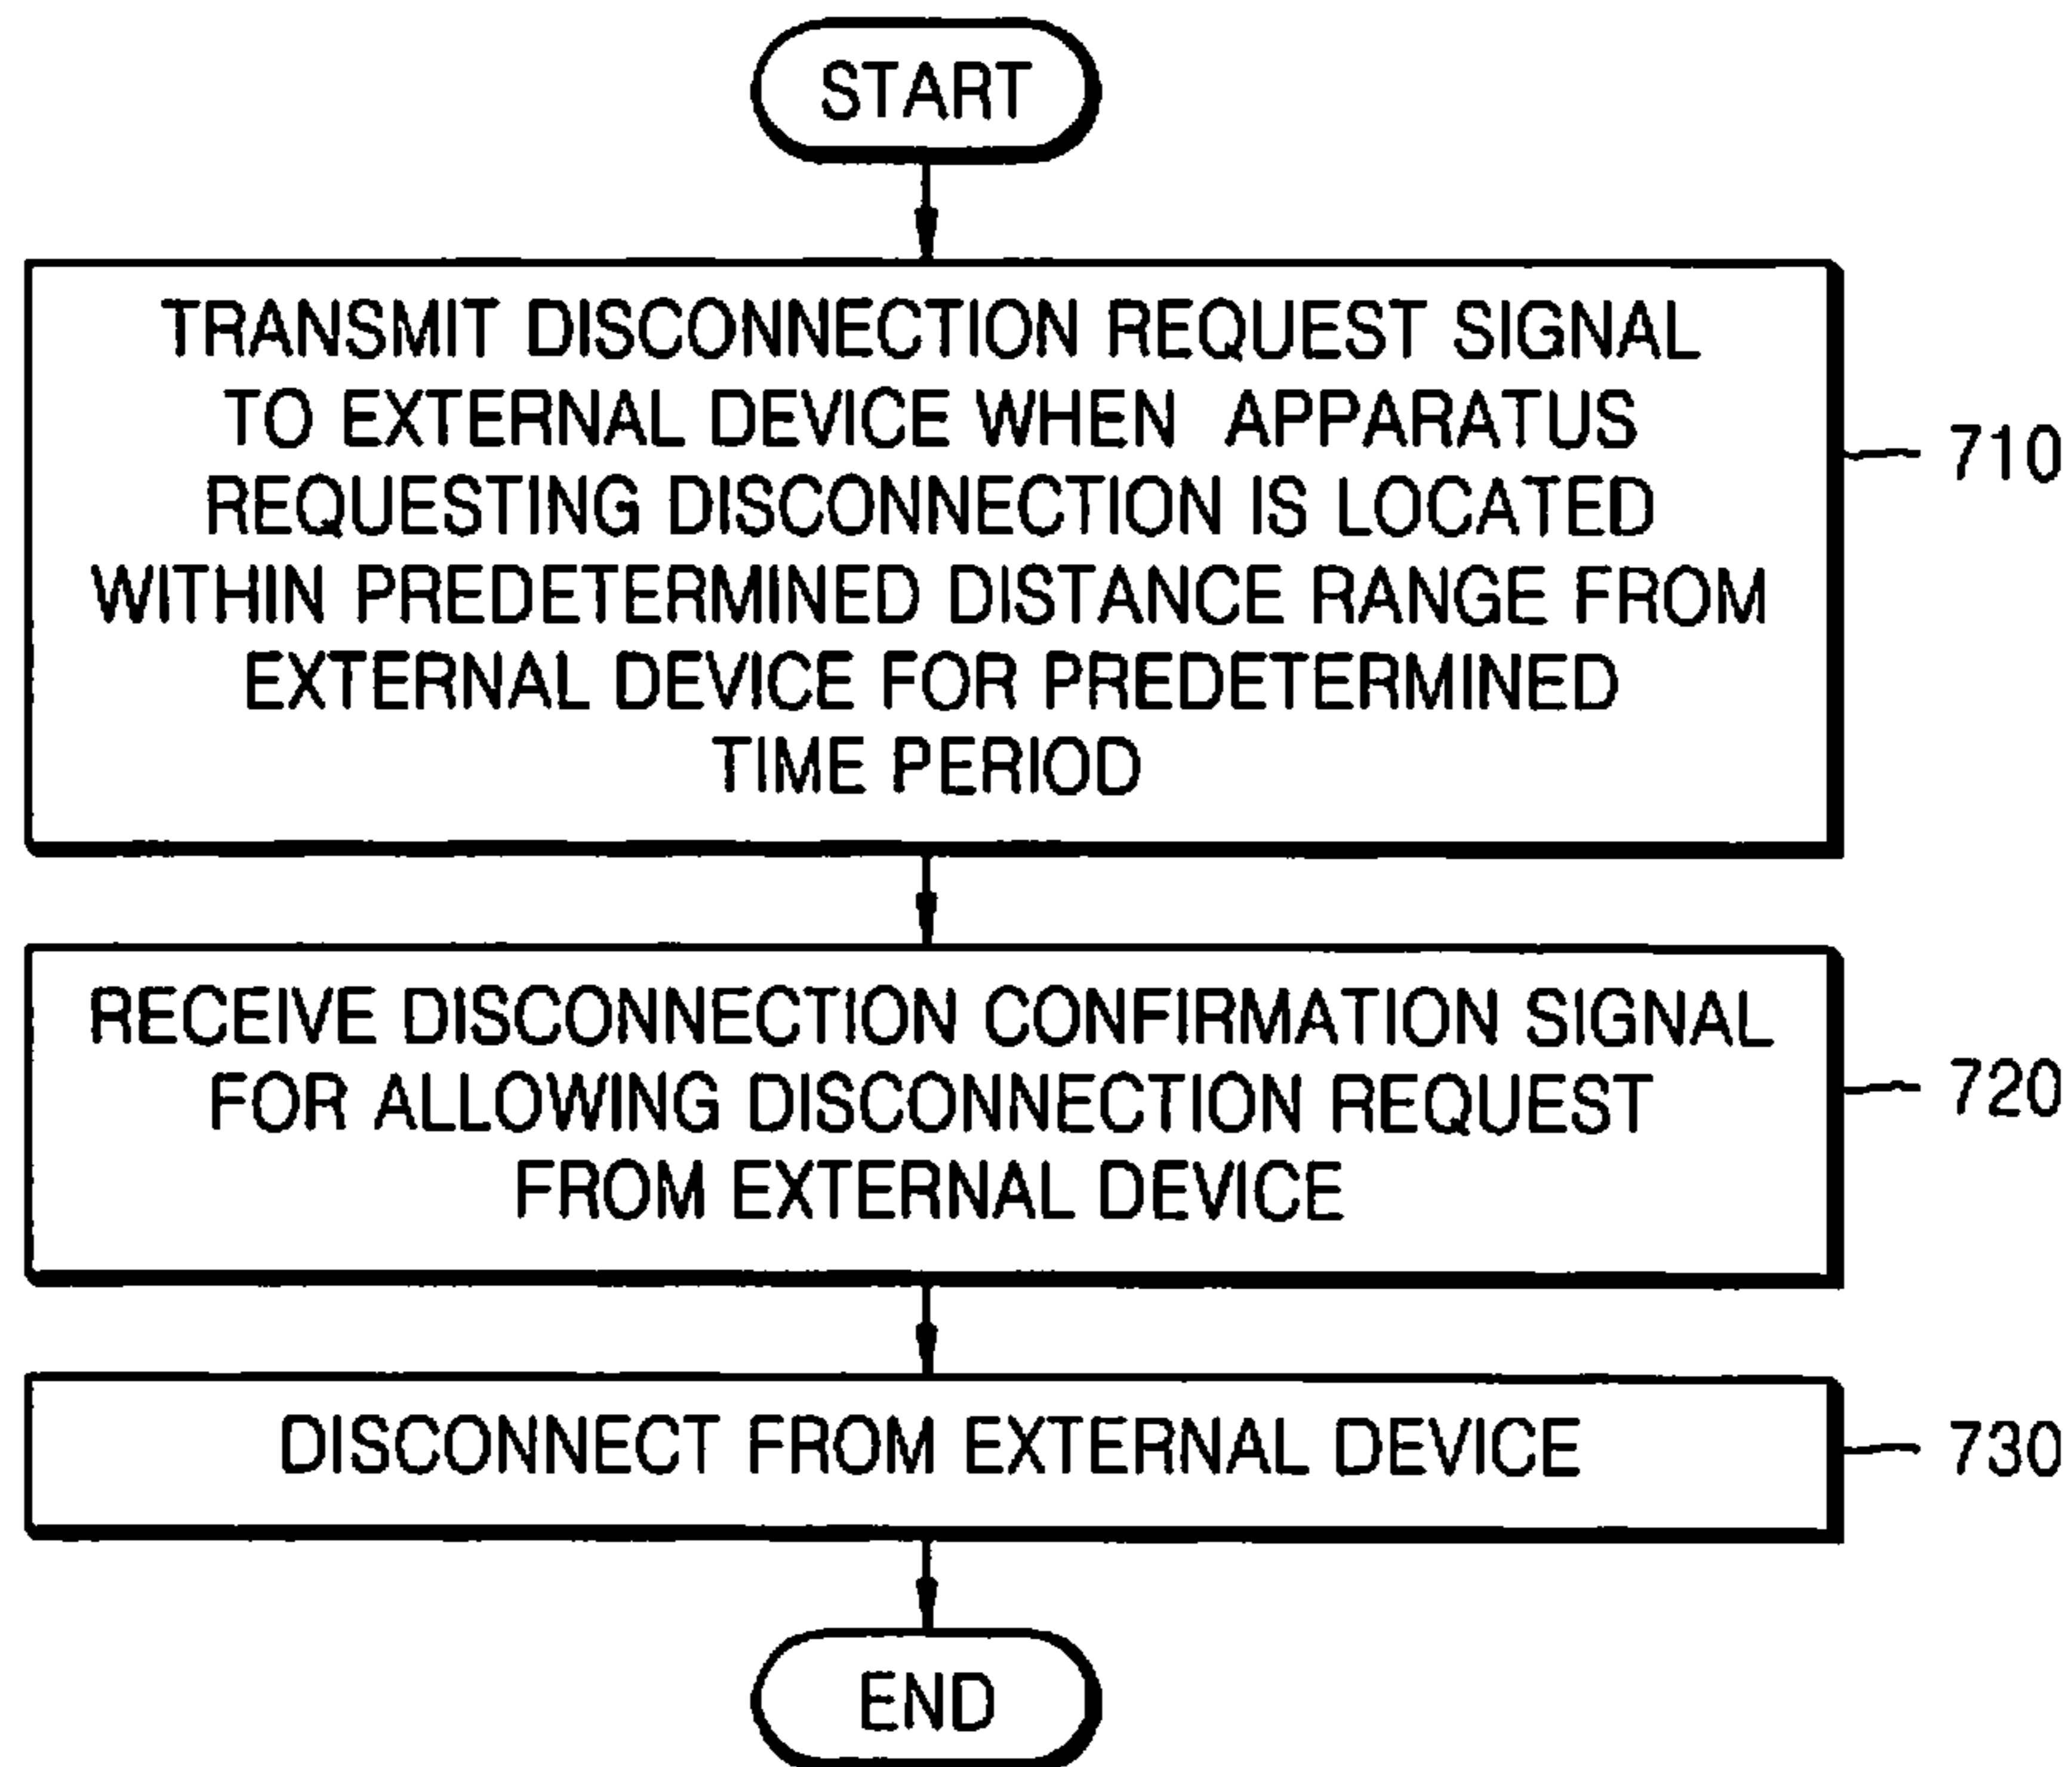 START
TRANSMIT DISCONNECTION REQUEST SIGNAL
TO EXTERNAL DEVICE WHEN APPARATUS
REQUESTING DISCONNECTION IS LOCATED
WITHIN PREDETERMINED DISTANCE RANGE FROM
EXTERNAL DEVICE FOR PREDETERMINED
TIME PERIOD
710
RECEIVE DISCONNECTION CONFIRMATION SIGNAL
FOR ALLOWING DISCONNECTION REQUEST
FROM EXTERNAL DEVICE
720
DISCONNECT FROM EXTERNAL DEVICE
730
END